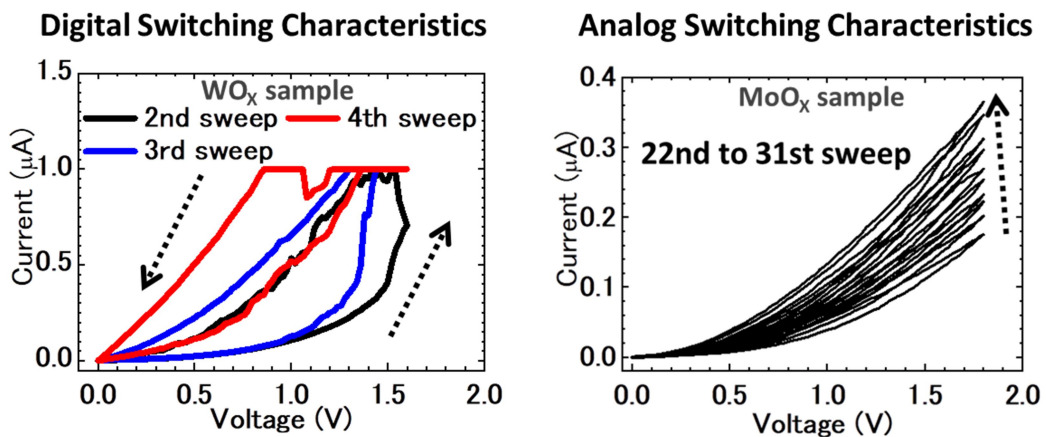 Digital Switching Characteristics
WOX sample
2nd sweep
4th sweep
3rd sweep
Current (μA)
1.5
1.0
0.5
0.0
0.0 0.5 1.0 1.5 2.0
Voltage (V)
Analog Switching Characteristics
MoOX sample
22nd to 31st sweep
Current (μA)
0.4
0.3
0.2
0.1
0.0
0.0 0.5 1.0 1.5 2.0
Voltage (V)